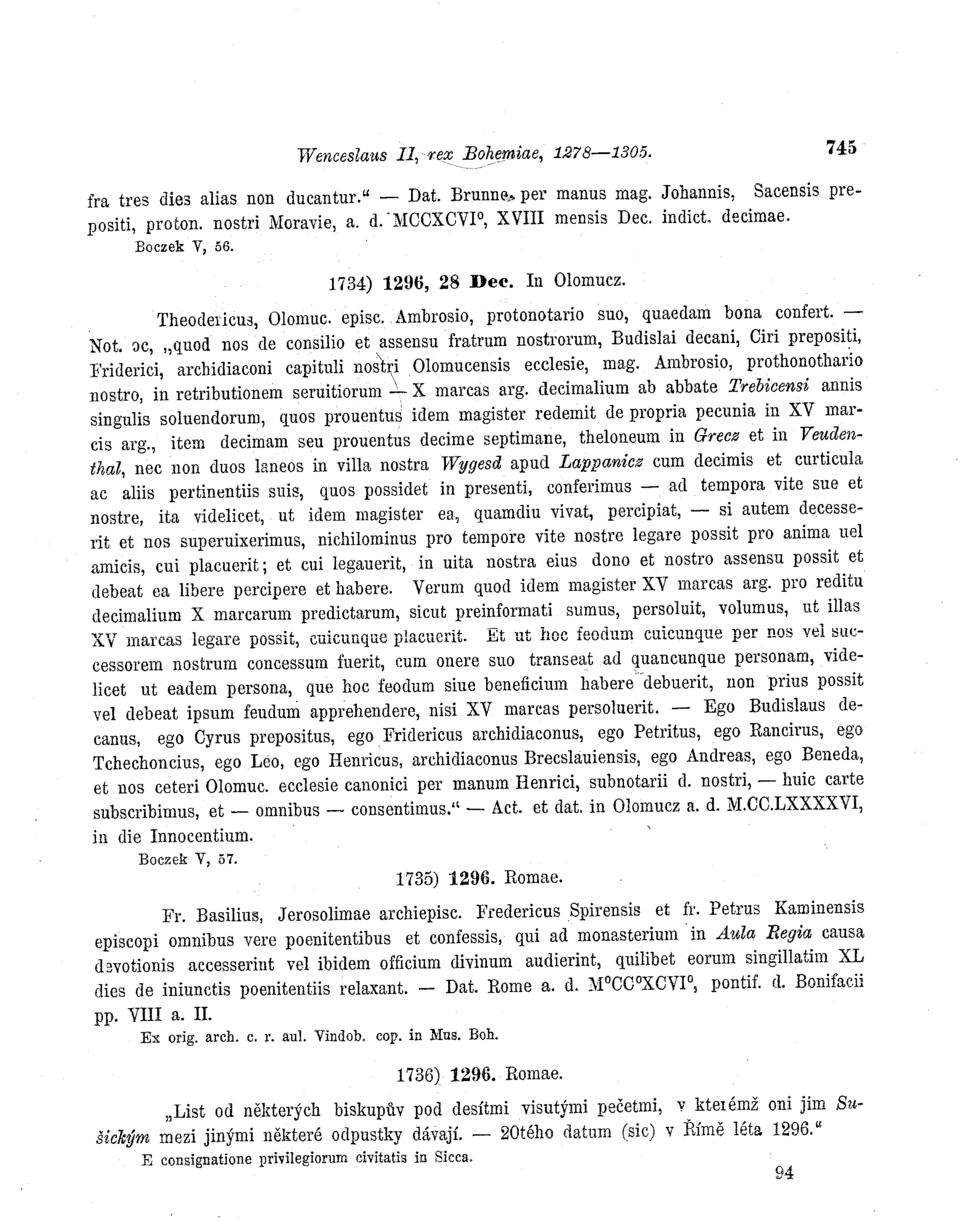 Wenceslaus II, rex Bohemiae, 1278—1305. 745
fra tres dies alias non ducantur.“ — Dat. Brunne, per manus mag. Johannis, Sacensis pre-
positi, proton. nostri Moravie, a. d. MCCXCVI⁰, XVIII mensis Dec. indict. decimae.
Boczek V, 56.
1734) 1296, 28 Dec. In Olomucz.
Theodericus, Olomuc. episc. Ambrosio, protonotario suo, quaedam bona confert. —
Not. oc, „quod nos de consilio et assensu fratrum nostrorum, Budislai decani, Ciri prepositi,
Friderici, archidiaconi capituli nostri Olomucensis ecclesie, mag. Ambrosio, prothonothario
nostro, in retributionem seruitiorum — X marcas arg. decimalium ab abbate Trebicensi annis
singulis soluendorum, quos prouentus idem magister redemit de propria pecunia in XV mar-
cis arg., item decimam seu prouentus decime septimane, theloneum in Grecz et in Veuden-
thal, nec non duos laneos in villa nostra Wygesd apud Lappanicz cum decimis et curticula
ac aliis pertinentiis suis, quos possidet in presenti, conferimus — ad tempora vite sue et
nostre, ita videlicet, ut idem magister ea, quamdiu vivat, percipiat, — si autem decesse-
rit et nos superuixerimus, nichilominus pro tempore vite nostre legare possit pro anima uel
amicis, cui placuerit; et cui legauerit, in uita nostra eius dono et nostro assensu possit et
debeat ea libere percipere et habere. Verum quod idem magister XV marcas arg. pro reditu
decimalium X marcarum predictarum, sicut preinformati sumus, persoluit, volumus, ut illas
XV marcas legare possit, cuicunque placuerit. Et ut hoc feodum cuicunque per nos vel suc-
cessorem nostrum concessum fuerit, cum onere suo transeat ad quancunque personam, vide-
licet ut eadem persona, que hoc feodum siue beneficium habere debuerit, non prius possit
vel debeat ipsum feudum apprehendere, nisi XV marcas persoluerit. — Ego Budislaus de-
canus, ego Cyrus prepositus, ego Fridericus archidiaconus, ego Petritus, ego Rancirus, ego
Tchechoncius, ego Leo, ego Henricus, archidiaconus Brecslauiensis, ego Andreas, ego Beneda,
et nos ceteri Olomuc. ecclesie canonici per manum Henrici, subnotarii d. nostri, — huic carte
subscribimus, et — omnibus — consentimus.“ — Act. et dat. in Olomucz a. d. M.CC.LXXXXVI,
in die Innocentium.
Boczek V, 57.
1735) 1296. Romae.
Fr. Basilius, Jerosolimae archiepisc. Fredericus Spirensis et fr. Petrus Kaminensis
episcopi omnibus vere poenitentibus et confessis, qui ad monasterium in Aula Regia causa
devotionis accesserint vel ibidem officium divinum audierint, quilibet eorum singillatim XL
dies de iniunctis poenitentiis relaxant. — Dat. Rome a. d. M⁰CC⁰XCVI⁰, pontif. d. Bonifacii
pp. VIII a. II.
Ex orig. arch. c. r. aul. Vindob. cop. in Mus. Boh.
1736) 1296. Romae.
„List od některých biskupův pod desítmi visutými pečetmi, v kterémž oni jim Su-
šickým mezi jinými některé odpustky dávají. — 20tého datum (sic) v Římě léta 1296.“
E consignatione privilegiorum civitatis in Sicca.
94